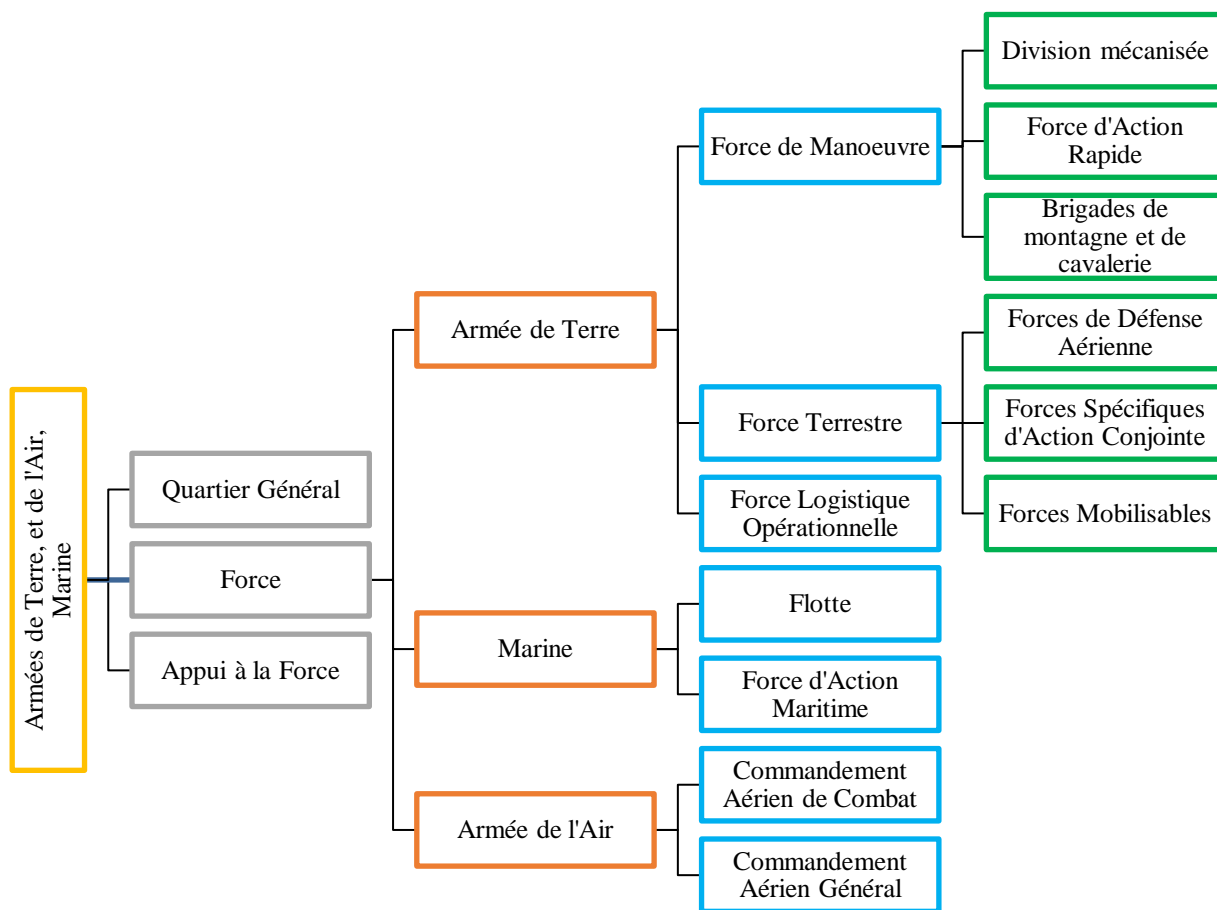 Armées de Terre, et de l'Air,
Marine
Quartier Général
Force
Appui à la Force
Armée de Terre
Marine
Armée de l'Air
Force de Manoeuvre
Force Terrestre
Force Logistique
Opérationnelle
Flotte
Force d'Action
Maritime
Commandement
Aérien de Combat
Commandement
Aérien Général
Division mécanisée
Force d'Action
Rapide
Brigades de
montagne et de
cavalerie
Forces de Défense
Aérienne
Forces Spécifiques
d'Action Conjointe
Forces Mobilisables